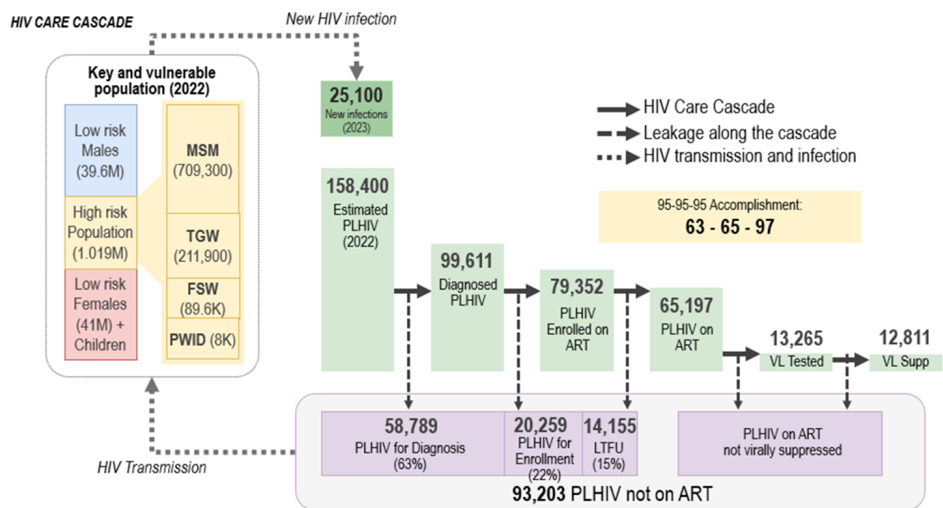 HIV CARE CASCADE
New HIV infection
Key and vulnerable
population (2022)
Low risk
Males
(39.6M)
High risk
Population
(1.019M)
Low risk
Females
(41M) +
Children
MSM
(709,300)
TGW
(211,900)
FSW
(89.6K)
PWID (8K)
HIV Transmission
25,100
New infections
(2023)
HIV Care Cascade
Leakage along the cascade
HIV transmission and infection
95-95-95 Accomplishment:
63 - 65 - 97
158,400
Estimated
PLHIV
(2022)
99,611
Diagnosed
PLHIV
79,352
PLHIV
Enrolled on
ART
65,197
PLHIV on
ART
13,265
VL Tested
12,811
VL Supp
58,789
PLHIV for Diagnosis
(63%)
20,259
PLHIV for
Enrollment
(22%)
14,155
LTFU
(15%)
PLHIV on ART
not virally suppressed
93,203 PLHIV not on ART